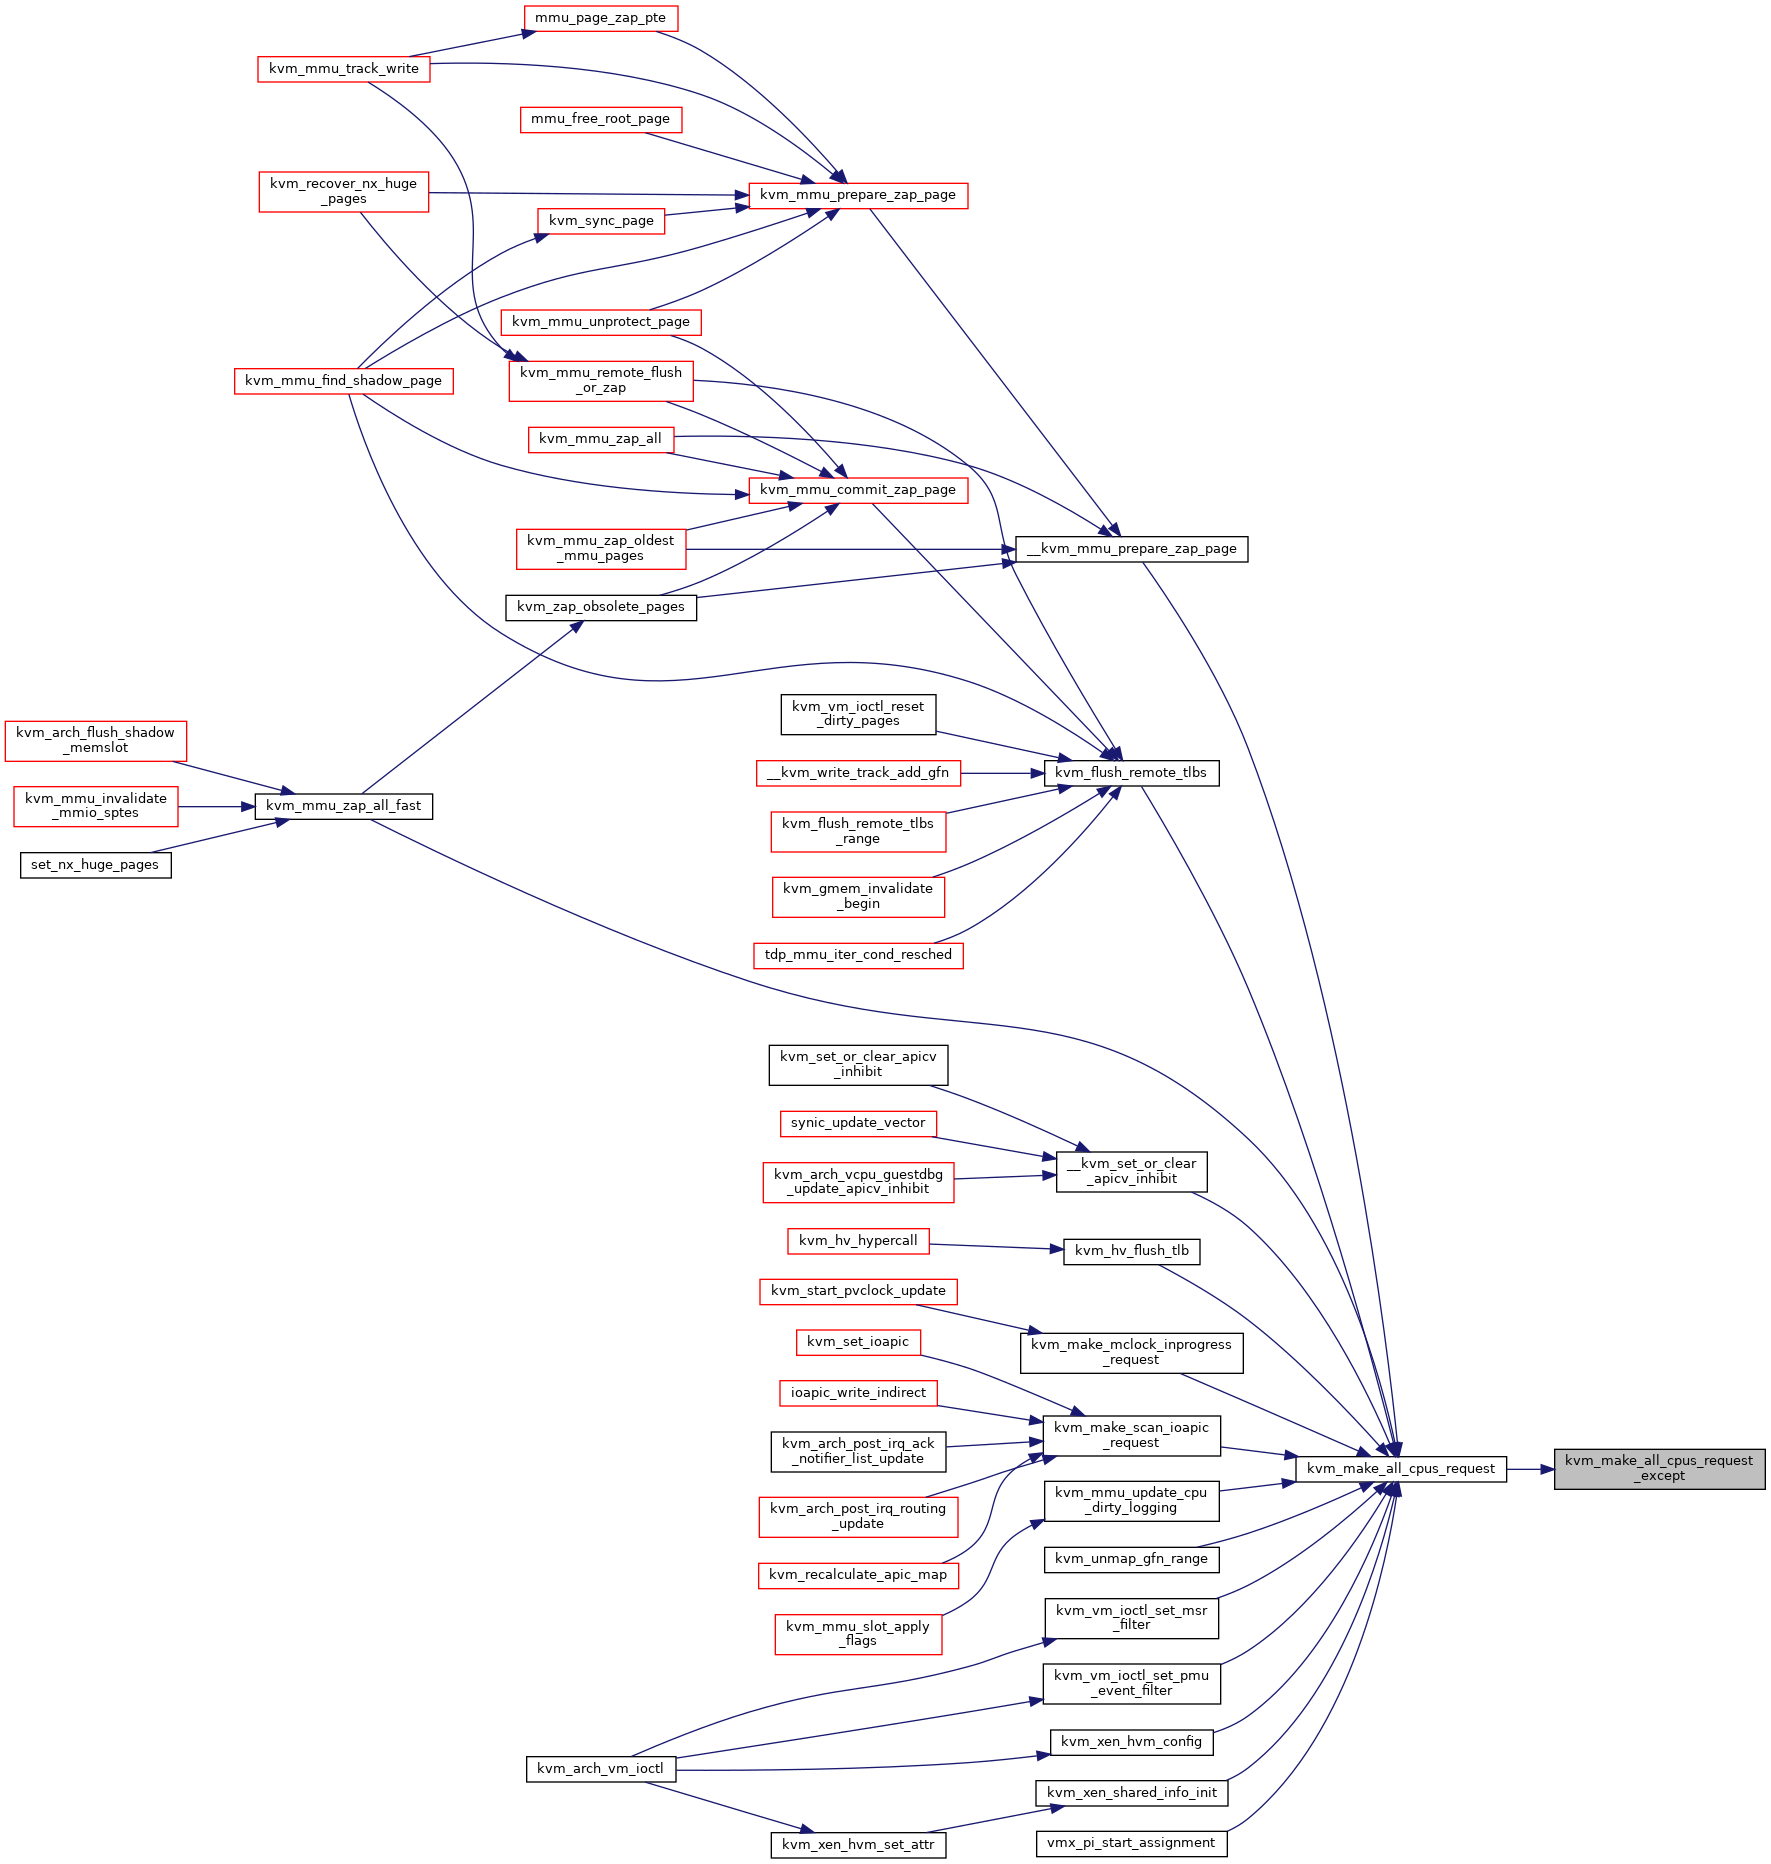 mmu_page_zap_pte
kvm_mmu_track_write
mmu_free_root_page
kvm_recover_nx_huge
_pages
kvm_mmu_prepare_zap_page
kvm_sync_page
kvm_mmu_unprotect_page
kvm_mmu_find_shadow_page
kvm_mmu_remote_flush
_or_zap
kvm_mmu_zap_all
kvm_mmu_commit_zap_page
kvm_mmu_zap_oldest
_mmu_pages
__kvm_mmu_prepare_zap_page
kvm_zap_obsolete_pages
kvm_vm_ioctl_reset
_dirty_pages
kvm_arch_flush_shadow
_memslot
__kvm_write_track_add_gfn
kvm_flush_remote_tlbs
kvm_mmu_invalidate
_mmio_sptes
kvm_mmu_zap_all_fast
kvm_flush_remote_tlbs
_range
set_nx_huge_pages
kvm_gmem_invalidate
_begin
tdp_mmu_iter_cond_resched
kvm_set_or_clear_apicv
_inhibit
synic_update_vector
__kvm_set_or_clear
_apicv_inhibit
kvm_arch_vcpu_guestdbg
_update_apicv_inhibit
kvm_hv_hypercall
kvm_hv_flush_tlb
kvm_start_pvclock_update
kvm_set_ioapic
kvm_make_mclock_inprogress
_request
ioapic_write_indirect
kvm_make_scan_ioapic
_request
kvm_arch_post_irq_ack
_notifier_list_update
kvm_make_all_cpus_request
kvm_make_all_cpus_request
_except
kvm_arch_post_irq_routing
_update
kvm_mmu_update_cpu
_dirty_logging
kvm_unmap_gfn_range
kvm_recalculate_apic_map
kvm_vm_ioctl_set_msr
_filter
kvm_mmu_slot_apply
_flags
kvm_vm_ioctl_set_pmu
_event_filter
kvm_xen_hvm_config
kvm_arch_vm_ioctl
kvm_xen_shared_info_init
kvm_xen_hvm_set_attr
vmx_pi_start_assignment